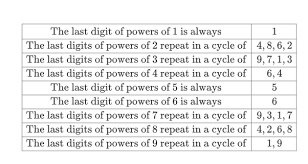 The last digit of powers of 1 is always 1
The last digits of powers of 2 repeat in a cycle of 4, 8, 6, 2
The last digits of powers of 3 repeat in a cycle of 9, 7, 1, 3
The last digits of powers of 4 repeat in a cycle of 6, 4
The last digit of powers of 5 is always 5
The last digit of powers of 6 is always 6
The last digits of powers of 7 repeat in a cycle of 9, 3, 1, 7
The last digits of powers of 8 repeat in a cycle of 4, 2, 6, 8
The last digits of powers of 9 repeat in a cycle of 1, 9